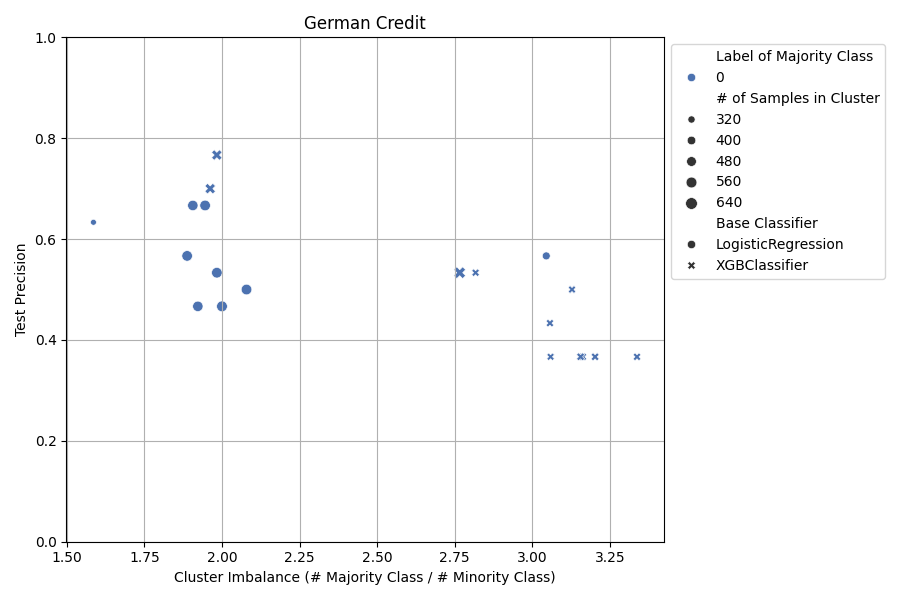 German Credit
1.0
0.8
0.6
0.4
0.2
0.0
Test Precision
1.50 1.75 2.00 2.25 2.50 2.75 3.00 3.25
Cluster Imbalance (# Majority Class / # Minority Class)
Label of Majority Class
0
# of Samples in Cluster
320
400
480
560
640
Base Classifier
LogisticRegression
XGBClassifier